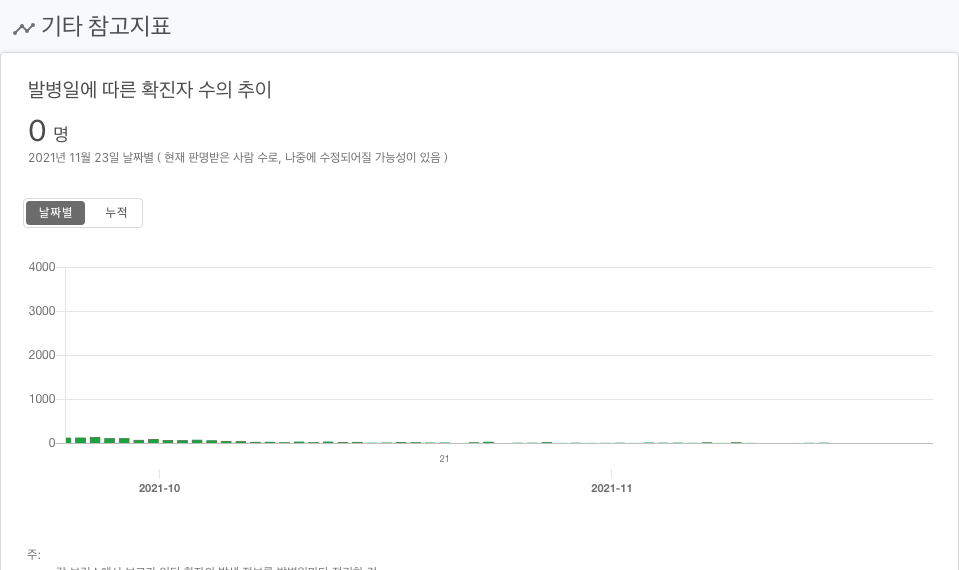 기타 참고지표
발병일에 따른 확진자 수의 추이
0 명
2021년 11월 23일 날짜별 ( 현재 판명받은 사람 수로, 나중에 수정되어질 가능성이 있음 )
날짜별 누적
4000
3000
2000
1000
0
21
2021-10 2021-11
주: